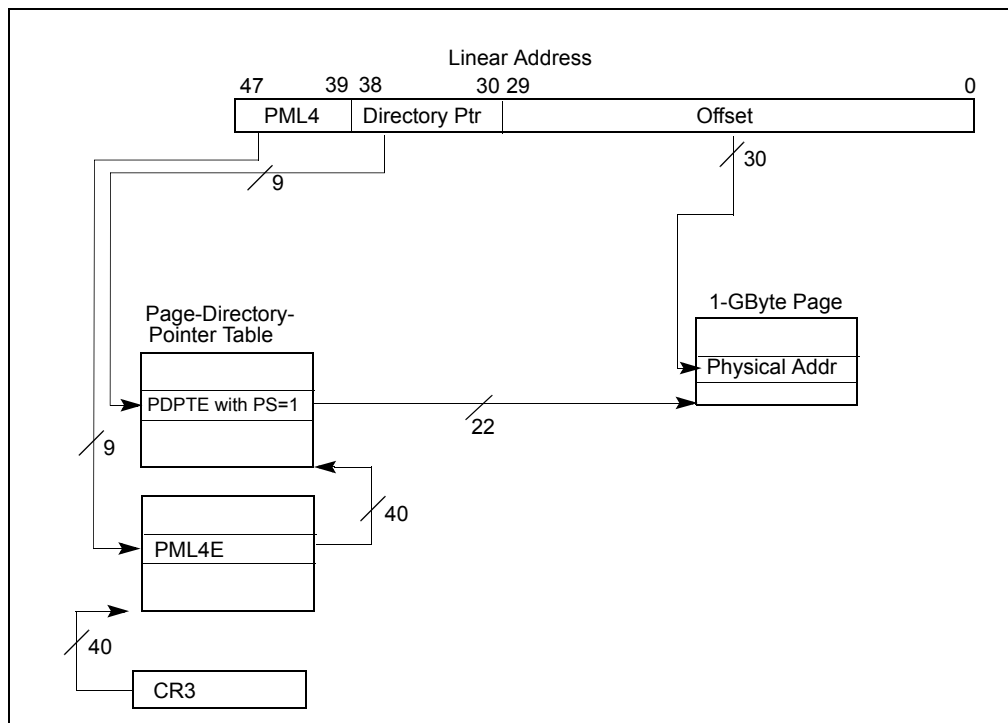 Linear Address
47 39 38 30 29 0
PML4 Directory Ptr Offset
9 30
1-GByte Page
Page-Directory-
Pointer Table
Physical Addr
PDPTE with PS=1
22
9
40
PML4E
40
CR3